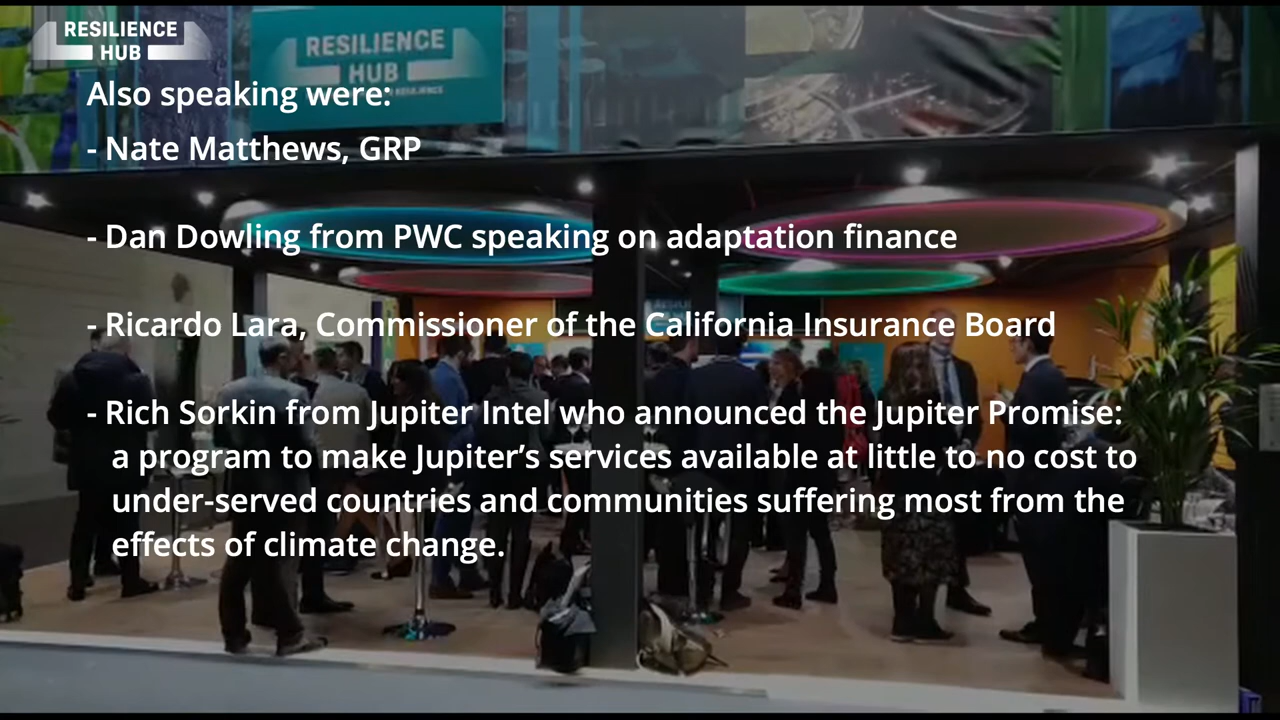 RESILIENCE
HUB
RESILIENCE
HUB
RESILIENCE
Also speaking were:
- Nate Matthews, GRP
- Dan Dowling from PWC speaking on adaptation finance
- Ricardo Lara, Commissioner of the California Insurance Board
- Rich Sorkin from Jupiter Intel who announced the Jupiter Promise:
a program to make Jupiter’s services available at little to no cost to
under-served countries and communities suffering most from the
effects of climate change.